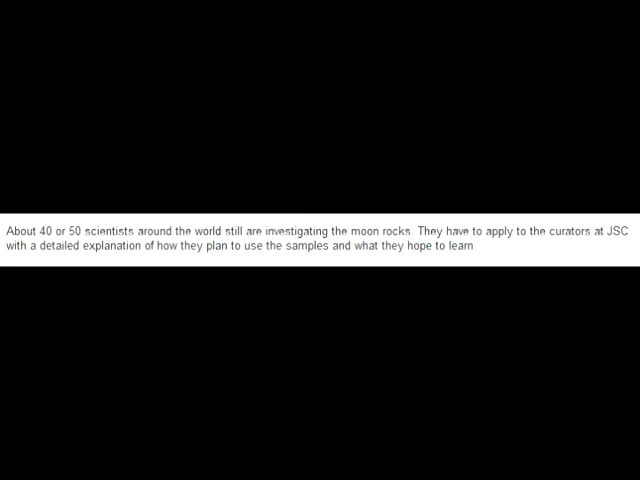 About 40 or 50 scientists around the world still are investigating the moon rocks. They have to apply to the curators at JSC
with a detailed explanation of how they plan to use the samples and what they hope to learn.